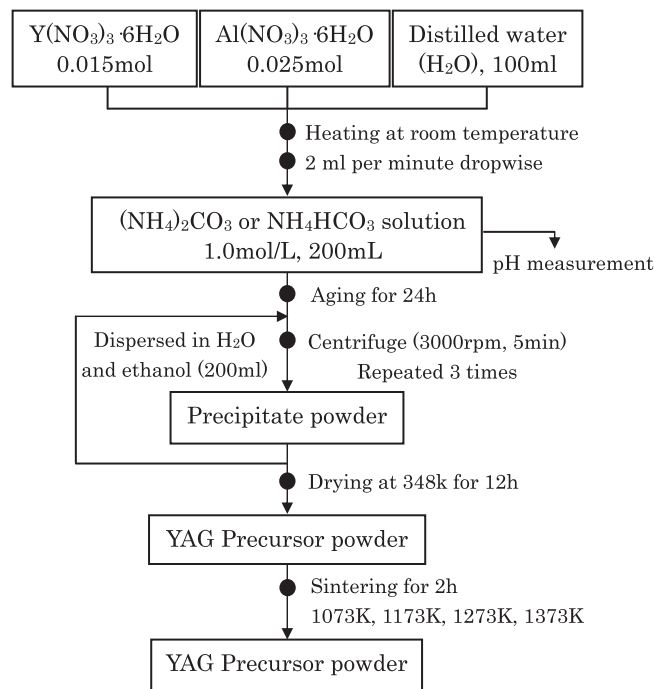 Y(NO₃)₃·6H₂O
0.015mol
Al(NO₃)₃·6H₂O
0.025mol
Distilled water
(H₂O), 100ml
Heating at room temperature
2 ml per minute dropwise
(NH₄)₂CO₃ or NH₄HCO₃ solution
1.0mol/L, 200mL
pH measurement
Aging for 24h
Dispersed in H₂O
and ethanol (200ml)
Centrifuge (3000rpm, 5min)
Repeated 3 times
Precipitate powder
Drying at 348k for 12h
YAG Precursor powder
Sintering for 2h
1073K, 1173K, 1273K, 1373K
YAG Precursor powder